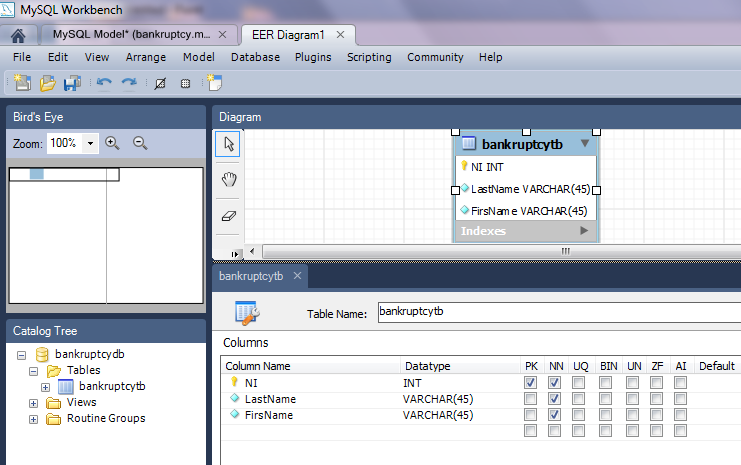 MySQL Workbench
MySQL Model* (bankruptcy.m... EER Diagram1
File Edit View Arrange Model Database Plugins Scripting Community Help
Bird's Eye
Zoom: 100%
Diagram
bankruptcytb
NI INT
LastName VARCHAR(45)
FirsName VARCHAR(45)
Indexes
bankruptcytb
Table Name: bankruptcytb
Catalog Tree
bankruptcydb
Tables
bankruptcytb
Views
Routine Groups
Columns
Column Name Datatype PK NN UQ BIN UN ZF AI Default
NI INT
LastName VARCHAR(45)
FirsName VARCHAR(45)